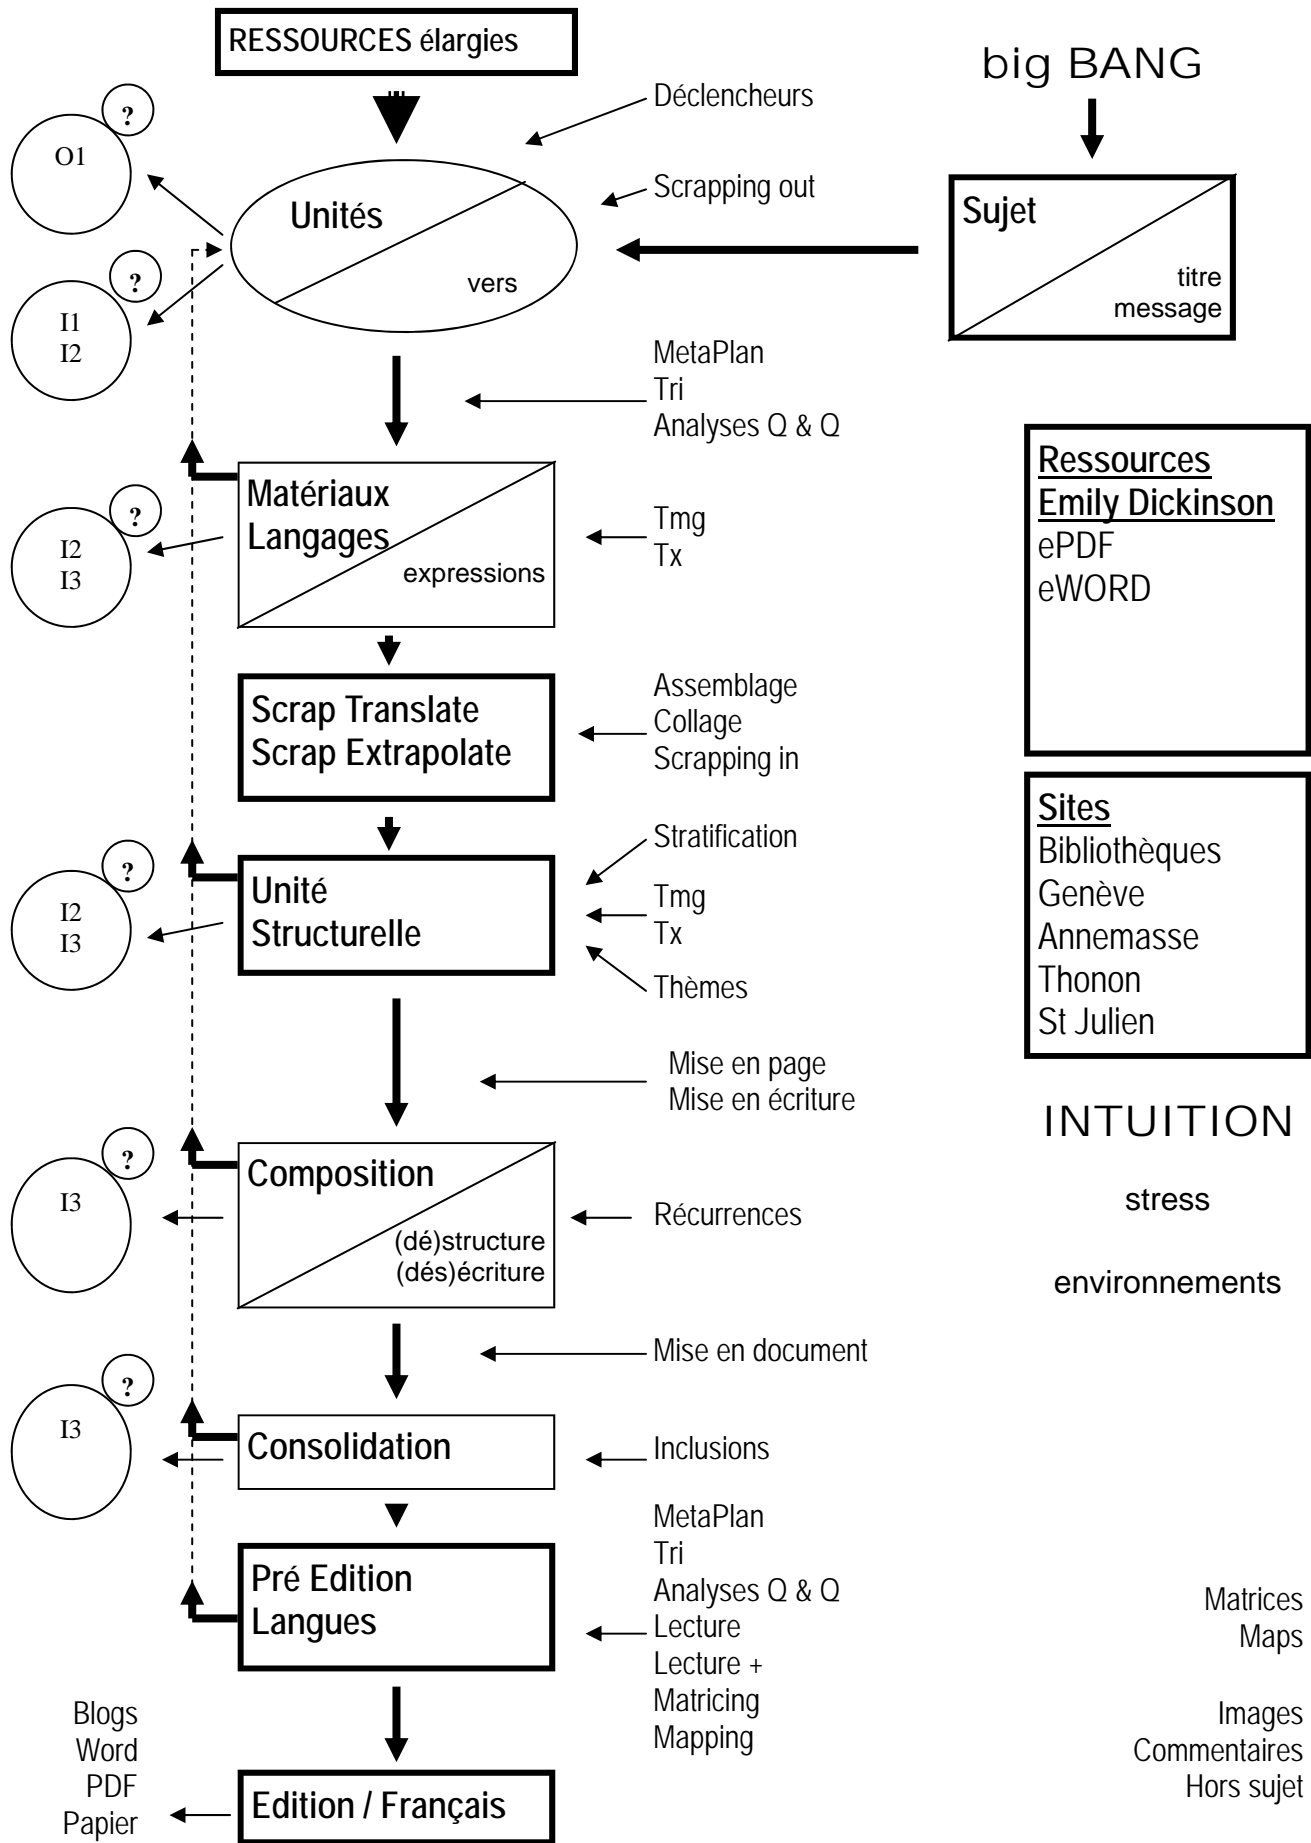 RESSOURCES élargies
big BANG
Déclencheurs
?
O1
Scrapping out
Unités
vers
Sujet
titre
message
?
I1
I2
MetaPlan
Tri
Analyses Q & Q
Ressources
Emily Dickinson
ePDF
eWORD
Matériaux
Langages
expressions
?
I2
I3
Tmg
Tx
Scrap Translate
Scrap Extrapolate
Assemblage
Collage
Scrapping in
Sites
Bibliothèques
Genève
Annemasse
Thonon
St Julien
Stratification
?
I2
I3
Unité
Structurelle
Tmg
Tx
Thèmes
Mise en page
Mise en écriture
INTUITION
stress
environnements
?
I3
Composition
(dé)structure
(dés)écriture
Récurrences
Mise en document
?
I3
Consolidation
Inclusions
Pré Edition
Langues
MetaPlan
Tri
Analyses Q & Q
Lecture
Lecture +
Matricing
Mapping
Matrices
Maps
Images
Commentaires
Hors sujet
Blogs
Word
PDF
Papier
Edition / Français